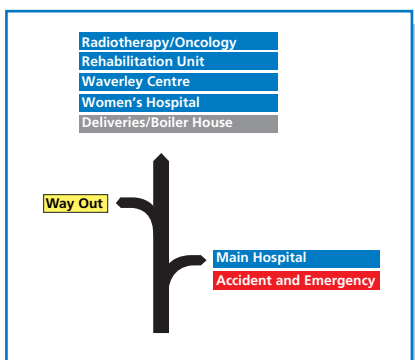 Radiotherapy/Oncology
Rehabilitation Unit
Waverley Centre
Women's Hospital
Deliveries/Boiler House
Way Out
Main Hospital
Accident and Emergency